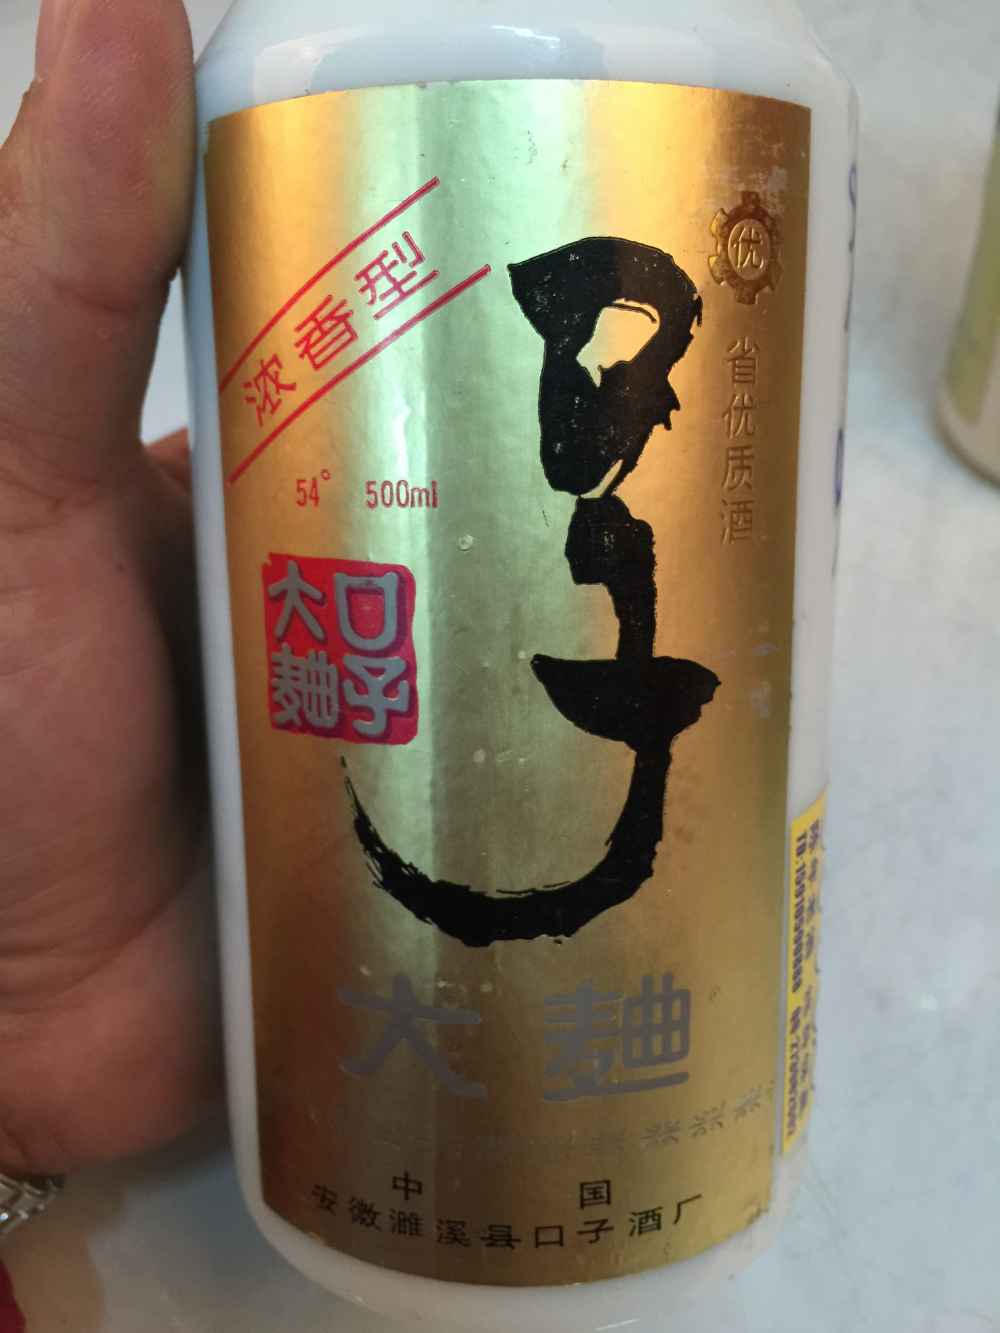 浓香型
54° 500ml
口子
大麯
口子
优
省优质酒
大麯
中国
安徽濉溪县口子酒厂